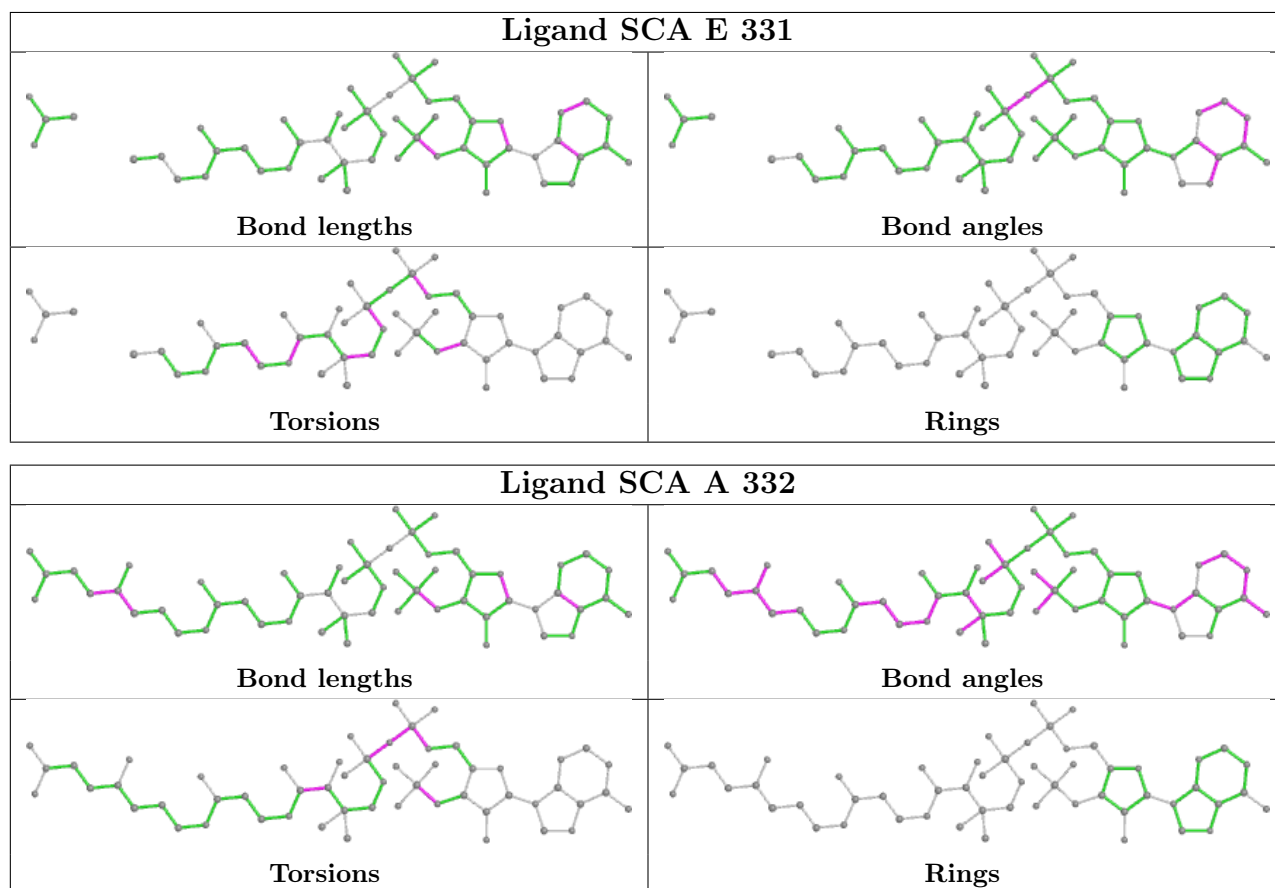 Ligand SCA E 331
Bond lengths
Bond angles
Torsions
Rings
Ligand SCA A 332
Bond lengths
Bond angles
Torsions
Rings